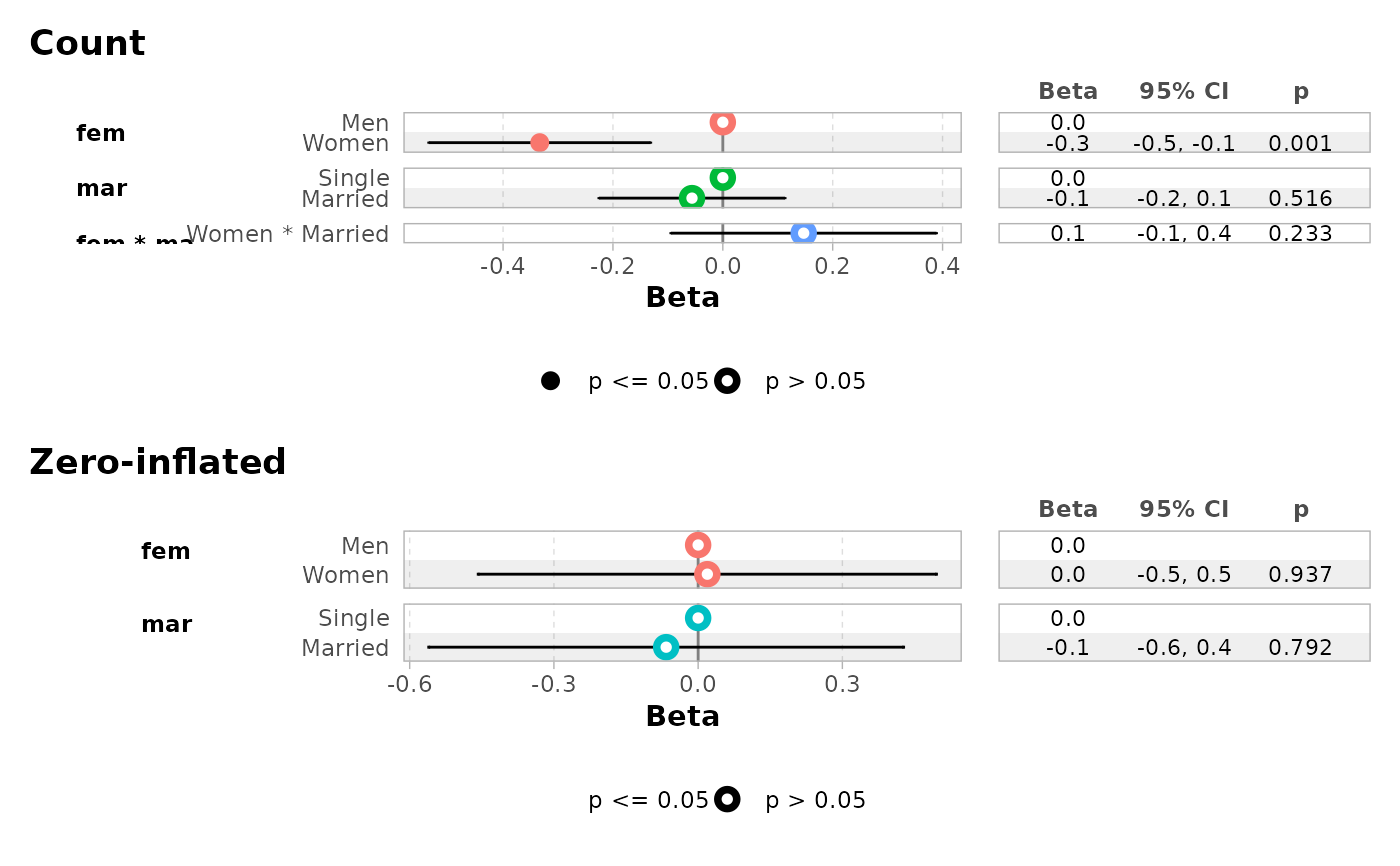 Count
Beta 95% CI p
fem Men 0.0
Women -0.3 -0.5, -0.1 0.001
mar Single 0.0
Married -0.1 -0.2, 0.1 0.516
fem * ma Women * Married 0.1 -0.1, 0.4 0.233
-0.4 -0.2 0.0 0.2 0.4
Beta
p <= 0.05 p > 0.05
Zero-inflated
Beta 95% CI p
fem Men 0.0
Women 0.0 -0.5, 0.5 0.937
mar Single 0.0
Married -0.1 -0.6, 0.4 0.792
-0.6 -0.3 0.0 0.3
Beta
p <= 0.05 p > 0.05